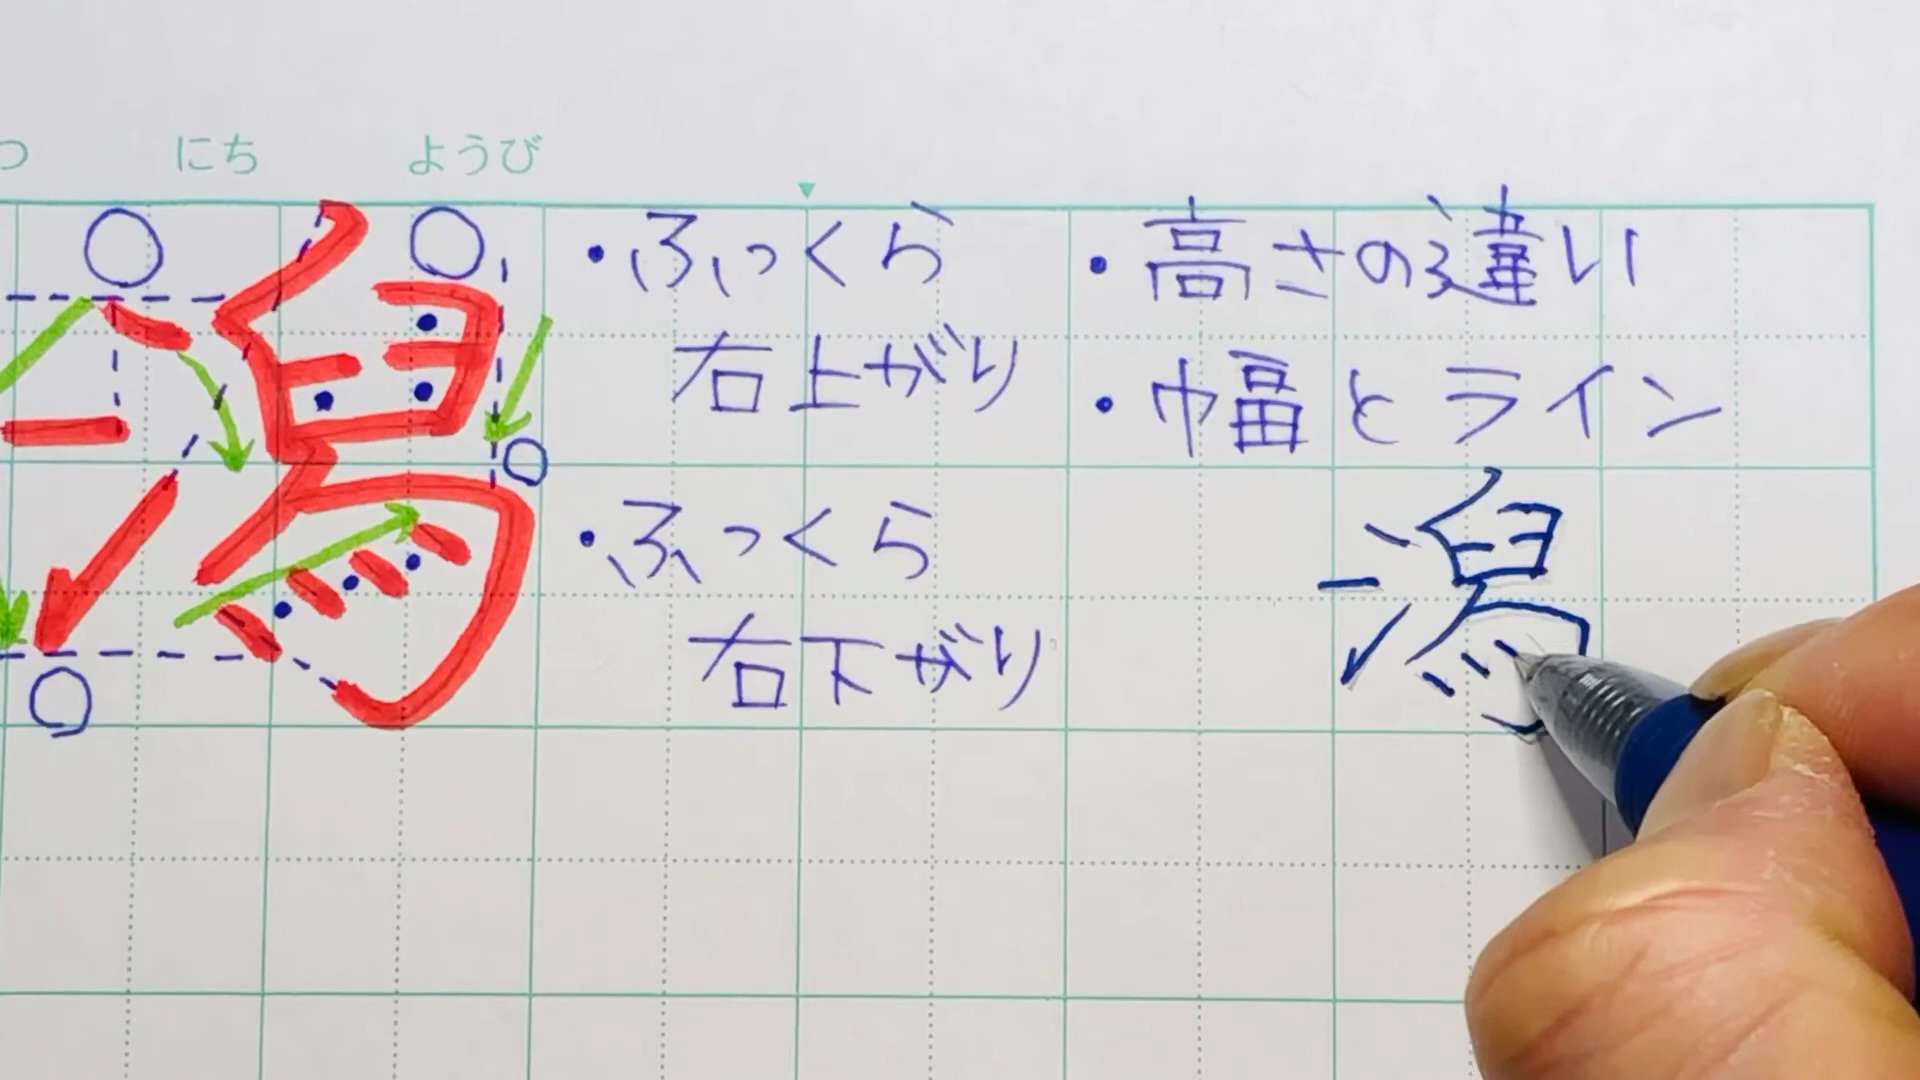 つ にち ようび
・ふっくら
右上がり
・ふっくら
右下がり
・高さの違い
・巾幅とライン
潟
潟